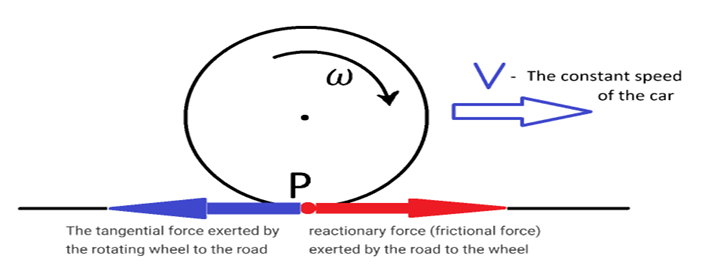 ω
V - The constant speed
of the car
P
The tangential force exerted by
the rotating wheel to the road
reactionary force (frictional force)
exerted by the road to the wheel